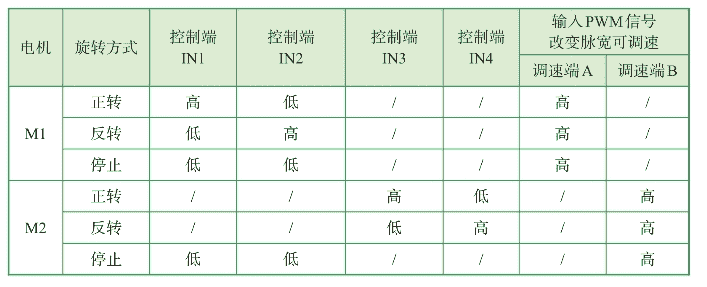 电机 旋转方式 控制端 IN1 控制端 IN2 控制端 IN3 控制端 IN4 输入PWM信号 改变脉宽可调速
调速端A 调速端B
M1 正转 高 低 / / 高 /
反转 低 高 / / 高 /
停止 低 低 / / 高 /
M2 正转 / / 高 低 / 高
反转 / / 低 高 / 高
停止 低 低 / / / 高